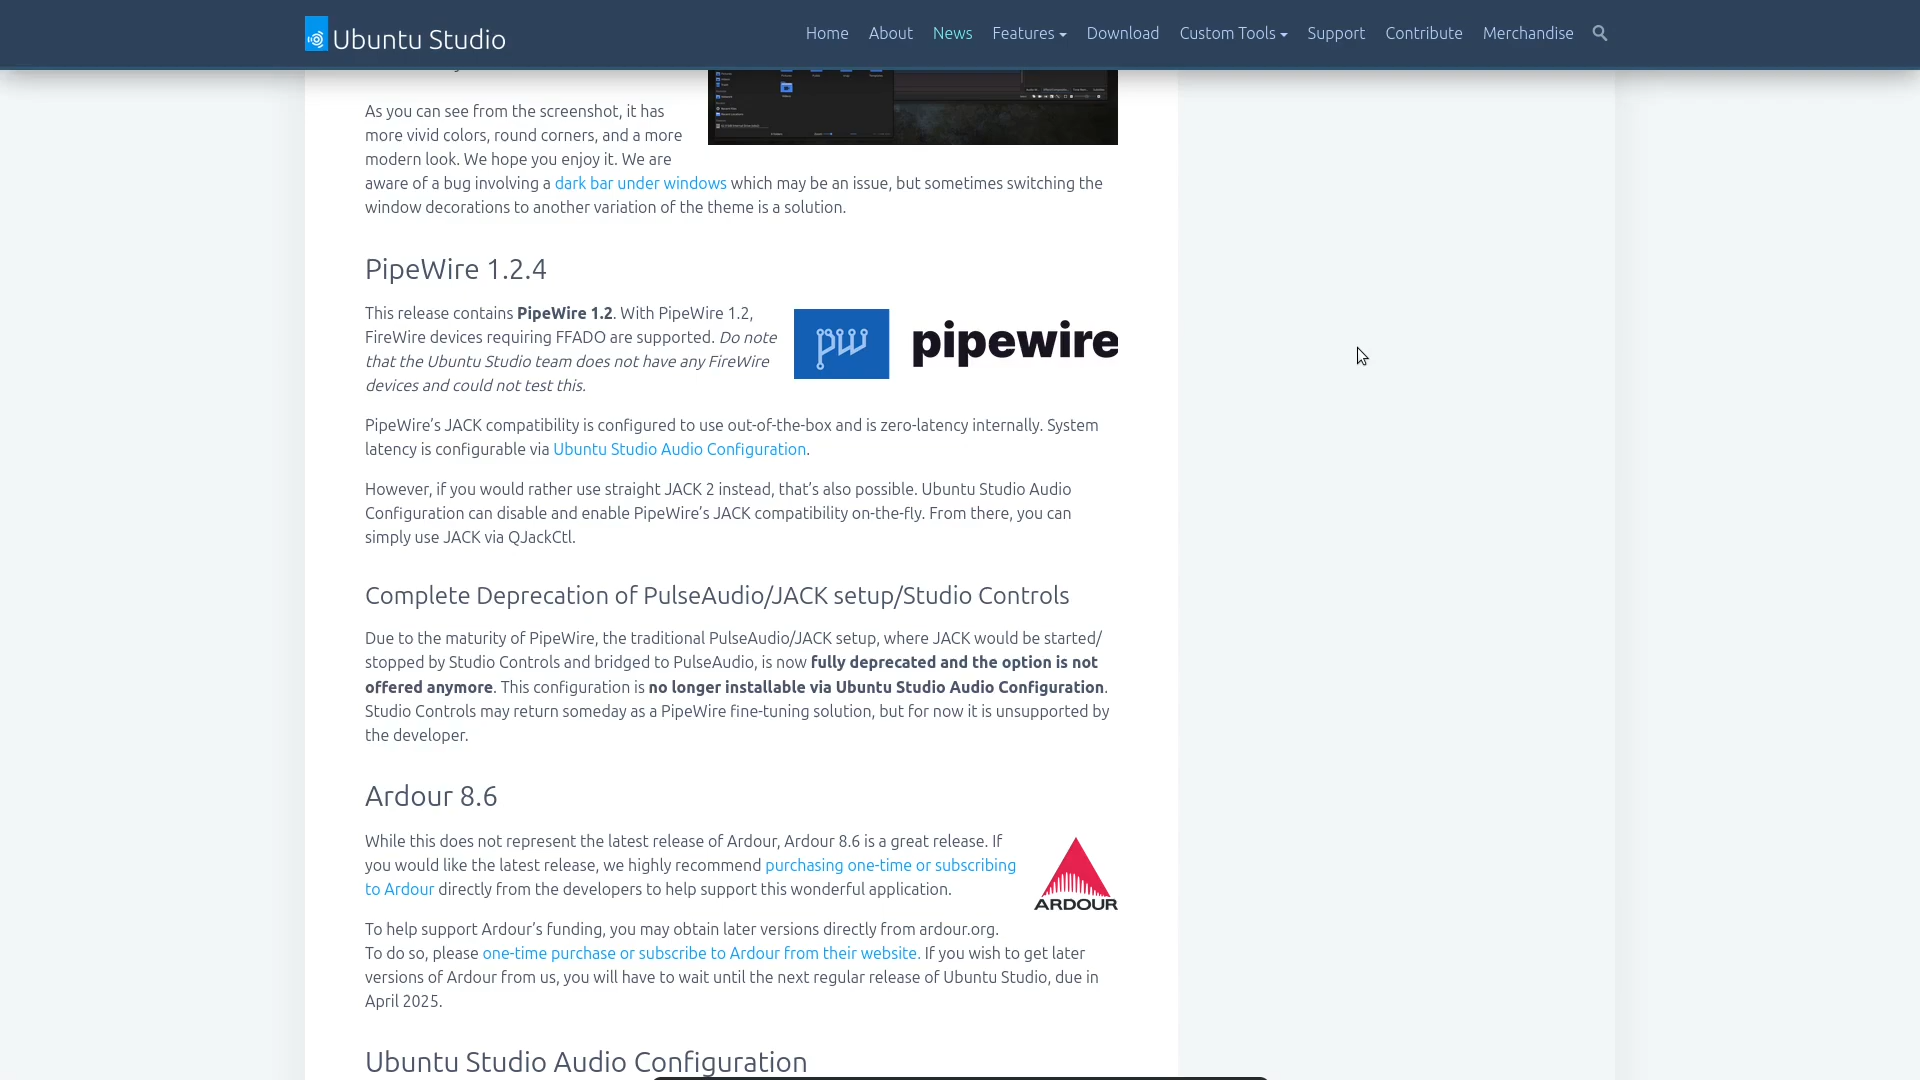 Ubuntu Studio
Home About News Features Download Custom Tools Support Contribute Merchandise
As you can see from the screenshot, it has
more vivid colors, round corners, and a more
modern look. We hope you enjoy it. We are
aware of a bug involving a dark bar under windows which may be an issue, but sometimes switching the
window decorations to another variation of the theme is a solution.
PipeWire 1.2.4
This release contains PipeWire 1.2. With PipeWire 1.2,
FireWire devices requiring FFADO are supported. Do note
that the Ubuntu Studio team does not have any FireWire
devices and could not test this.
pw pipewire
PipeWire’s JACK compatibility is configured to use out-of-the-box and is zero-latency internally. System
latency is configurable via Ubuntu Studio Audio Configuration.
However, if you would rather use straight JACK 2 instead, that’s also possible. Ubuntu Studio Audio
Configuration can disable and enable PipeWire’s JACK compatibility on-the-fly. From there, you can
simply use JACK via QJackCtl.
Complete Deprecation of PulseAudio/JACK setup/Studio Controls
Due to the maturity of PipeWire, the traditional PulseAudio/JACK setup, where JACK would be started/
stopped by Studio Controls and bridged to PulseAudio, is now fully deprecated and the option is not
offered anymore. This configuration is no longer installable via Ubuntu Studio Audio Configuration.
Studio Controls may return someday as a PipeWire fine-tuning solution, but for now it is unsupported by
the developer.
Ardour 8.6
While this does not represent the latest release of Ardour, Ardour 8.6 is a great release. If
you would like the latest release, we highly recommend purchasing one-time or subscribing
to Ardour directly from the developers to help support this wonderful application.
ARDOUR
To help support Ardour’s funding, you may obtain later versions directly from ardour.org.
To do so, please one-time purchase or subscribe to Ardour from their website. If you wish to get later
versions of Ardour from us, you will have to wait until the next regular release of Ubuntu Studio, due in
April 2025.
Ubuntu Studio Audio Configuration